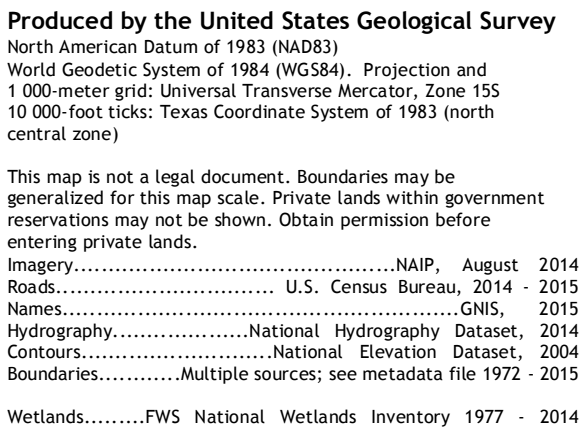 Produced by the United States Geological Survey
North American Datum of 1983 (NAD83)
World Geodetic System of 1984 (WGS84). Projection and
1 000-meter grid: Universal Transverse Mercator, Zone 15S
10 000-foot ticks: Texas Coordinate System of 1983 (north
central zone)
This map is not a legal document. Boundaries may be
generalized for this map scale. Private lands within government
reservations may not be shown. Obtain permission before
entering private lands.
Imagery...............................................NAIP, August 2014
Roads................................ U.S. Census Bureau, 2014 - 2015
Names..........................................................GNIS, 2015
Hydrography....................National Hydrography Dataset, 2014
Contours............................National Elevation Dataset, 2004
Boundaries............Multiple sources; see metadata file 1972 - 2015
Wetlands.........FWS National Wetlands Inventory 1977 - 2014